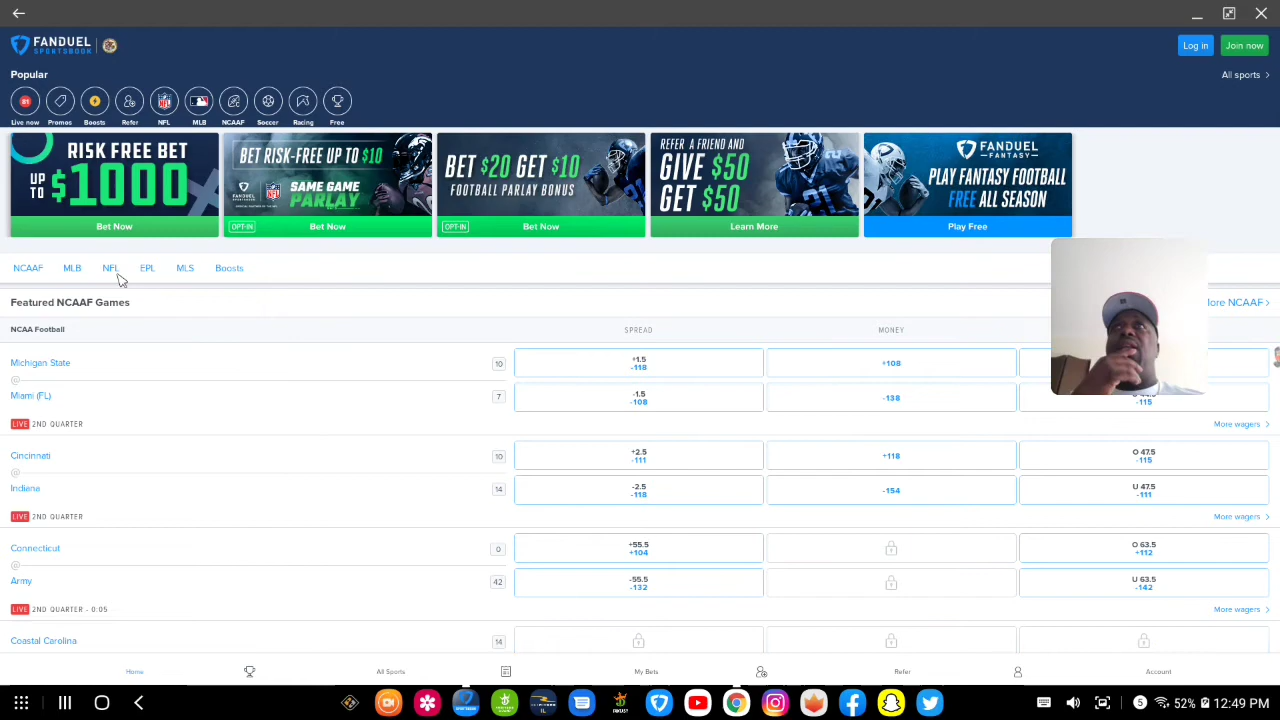 FANDUEL
SPORTSBOOK
Log in
Join now
Popular
All sports >
Live now
Promos
Boosts
Refer
NFL
MLB
NCAAF
Soccer
Racing
Free
RISK FREE BET
UP TO $1000
Bet Now
BET RISK-FREE UP TO $10
SAME GAME
PARLAY
OPT-IN
Bet Now
BET $20 GET $10
FOOTBALL PARLAY BONUS
OPT-IN
Bet Now
REFER A FRIEND AND
GIVE $50
GET $50
Learn More
FANDUEL
FANTASY
PLAY FANTASY FOOTBALL
FREE ALL SEASON
Play Free
NCAAF MLB NFL EPL MLS Boosts
Featured NCAAF Games
NCAAF >
NCAA Football SPREAD MONEY
Michigan State 10 +1.5 -118 +108
@
Miami (FL) 7 -1.5 -108 -138 -115
LIVE 2ND QUARTER More wagers >
Cincinnati 10 +2.5 -111 +118 O 47.5 -115
@
Indiana 14 -2.5 -118 -154 U 47.5 -111
LIVE 2ND QUARTER More wagers >
Connecticut 0 +55.5 +104 O 63.5 +112
@
Army 42 -55.5 -132 U 63.5 -142
LIVE 2ND QUARTER - 0:05 More wagers >
Coastal Carolina 14
Home All Sports My Bets Refer Account
5 52% 12:49 PM